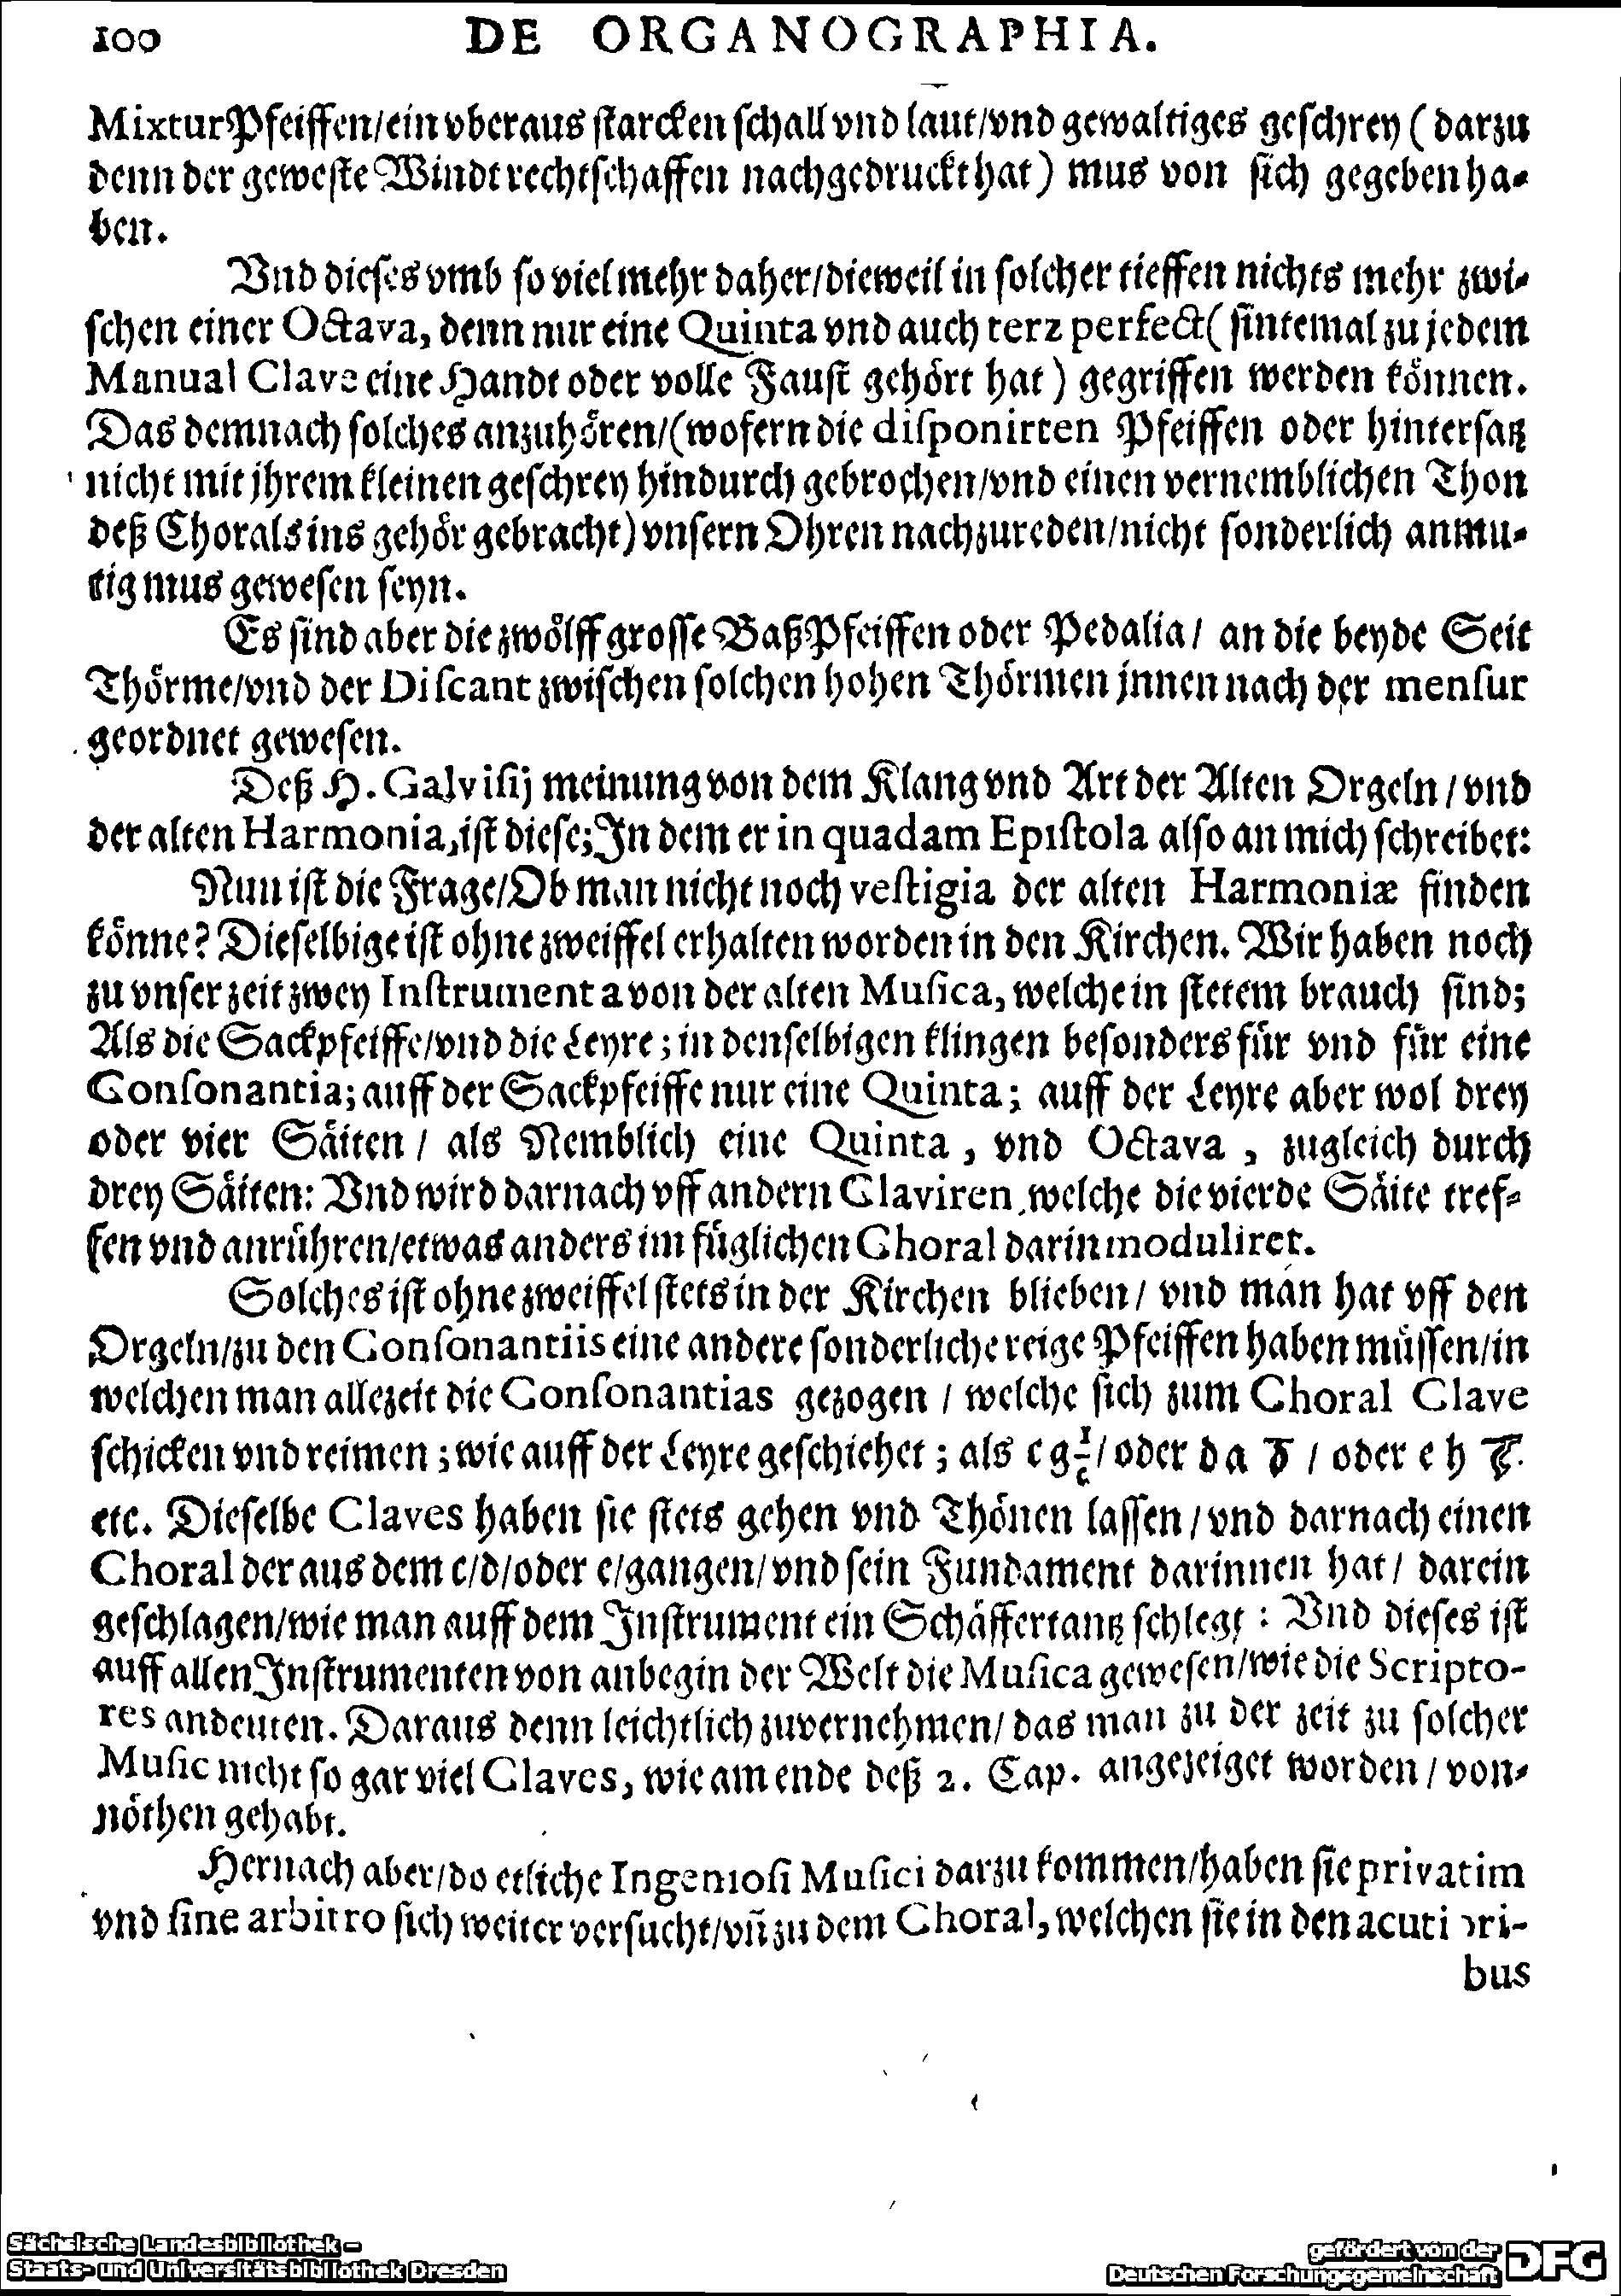 100 DE ORGANOGRAPHIA.
MixturPfeiffen/ein vberaus starcken schall vnd laut/vnd gewaltiges geschrey ( darzu
denn der geweste Windt rechtschaffen nachgedruckt hat) mus von sich gegeben ha-
ben.
Vnd dieses vmb so viel mehr daher/dieweil in solcher tieffen nichts mehr zwi-
schen einer Octava, denn nur eine Quinta vnd auch terz perfect( sintemal zu jedem
Manual Clave eine Handt oder volle Faust gehört hat) gegriffen werden können.
Das demnach solches anzuhören/(wofern die disponirten Pfeiffen oder hintersatz
nicht mit jhrem kleinen geschrey hindurch gebrochen/vnd einen vernemblichen Thon
deß Chorals ins gehör gebracht) vnsern Ohren nachzureden/nicht sonderlich anmu-
tig mus gewesen seyn.
Es sind aber die zwölff grosse BaßPfeiffen oder Pedalia/ an die beyde Seit
Thörme/vnd der Discant zwischen solchen hohen Thörmen jnnen nach der mensur
geordnet gewesen.
Deß H. Calvisij meinung von dem Klang vnd Art der Alten Orgeln / vnd
der alten Harmonia, ist diese; In dem er in quadam Epistola also an mich schreibet:
Nun ist die Frage/Ob man nicht noch vestigia der alten Harmoniæ finden
könne? Dieselbige ist ohne zweiffel erhalten worden in den Kirchen. Wir haben noch
zu vnser zeit zwey Instrumenta von der alten Musica, welche in stetem brauch sind;
Als die Sackpfeiffe/vnd die Leyre; in denselbigen klingen besonders für vnd für eine
Consonantia; auff der Sackpfeiffe nur eine Quinta; auff der Leyre aber wol drey
oder vier Säiten / als Nemblich eine Quinta , vnd Octava , zugleich durch
drey Säiten: Vnd wird darnach vff andern Claviren, welche die vierde Säite tref-
fen vnd anrühren/etwas anders im füglichen Choral darin moduliret.
Solches ist ohne zweiffel stets in der Kirchen blieben/ vnd man hat vff den
Orgeln/zu den Consonantiis eine andere sonderliche reige Pfeiffen haben müssen/in
welchen man allezeit die Consonantias gezogen / welche sich zum Choral Clave
schicken vnd reimen; wie auff der Leyre geschiehet ; als c g c̄/ oder d a d̄ / oder e h ē.
etc. Dieselbe Claves haben sie stets gehen vnd Thönen lassen/vnd darnach einen
Choral der aus dem c/d/oder e/gangen/vnd sein Fundament darinnen hat/ darein
geschlagen/wie man auff dem Instrument ein Schäffertantz schlegt : Vnd dieses ist
auff allen Instrumenten von anbegin der Welt die Musica gewesen/wie die Scripto-
res andeuten. Daraus denn leichtlich zuvernehmen/ das man zu der zeit zu solcher
Music nicht so gar viel Claves, wie am ende deß 2. Cap. angezeiget worden/ von-
nöthen gehabt.
Hernach aber/do etliche Ingeniosi Musici darzu kommen/haben sie privatim
vnd sine arbitro sich weiter versucht/vñ zu dem Choral, welchen sie in den acutiori-
bus
Sächsische Landesbibliothek –
Staats- und Universitätsbibliothek Dresden
gefördert von der
Deutschen Forschungsgemeinschaft DFG